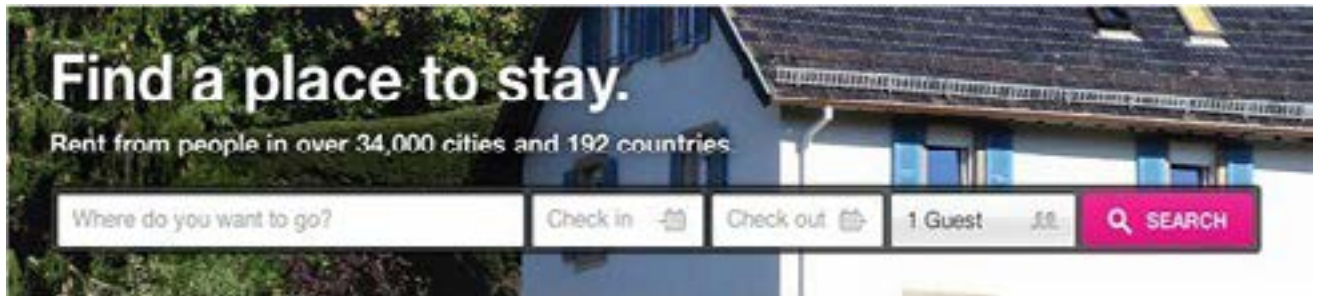 Find a place to stay.
Rent from people in over 34,000 cities and 192 countries.
Where do you want to go? Check in Check out 1 Guest SEARCH